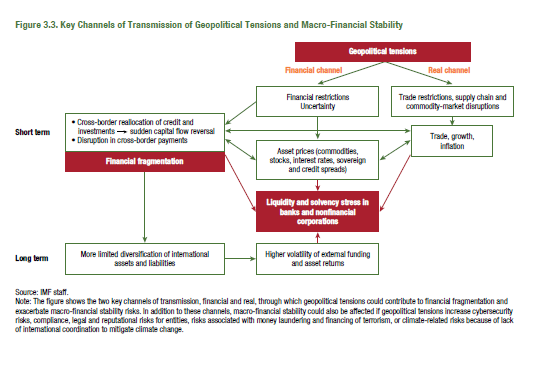 Figure 3.3. Key Channels of Transmission of Geopolitical Tensions and Macro-Financial Stability
Geopolitical tensions
Financial channel
Real channel
Financial restrictions
Uncertainty
Trade restrictions, supply chain and
commodity-market disruptions
Short term
• Cross-border reallocation of credit and
investments → sudden capital flow reversal
• Disruption in cross-border payments
Financial fragmentation
Trade, growth,
inflation
Asset prices (commodities,
stocks, interest rates, sovereign
and credit spreads)
Liquidity and solvency stress in
banks and nonfinancial
corporations
Long term
More limited diversification of international
assets and liabilities
Higher volatility of external funding
and asset returns
Source: IMF staff.
Note: The figure shows the two key channels of transmission, financial and real, through which geopolitical tensions could contribute to financial fragmentation and
exacerbate macro-financial stability risks. In addition to these channels, macro-financial stability could also be affected if geopolitical tensions increase cybersecurity
risks, compliance, legal and reputational risks for entities, risks associated with money laundering and financing of terrorism, or climate-related risks because of lack
of international coordination to mitigate climate change.